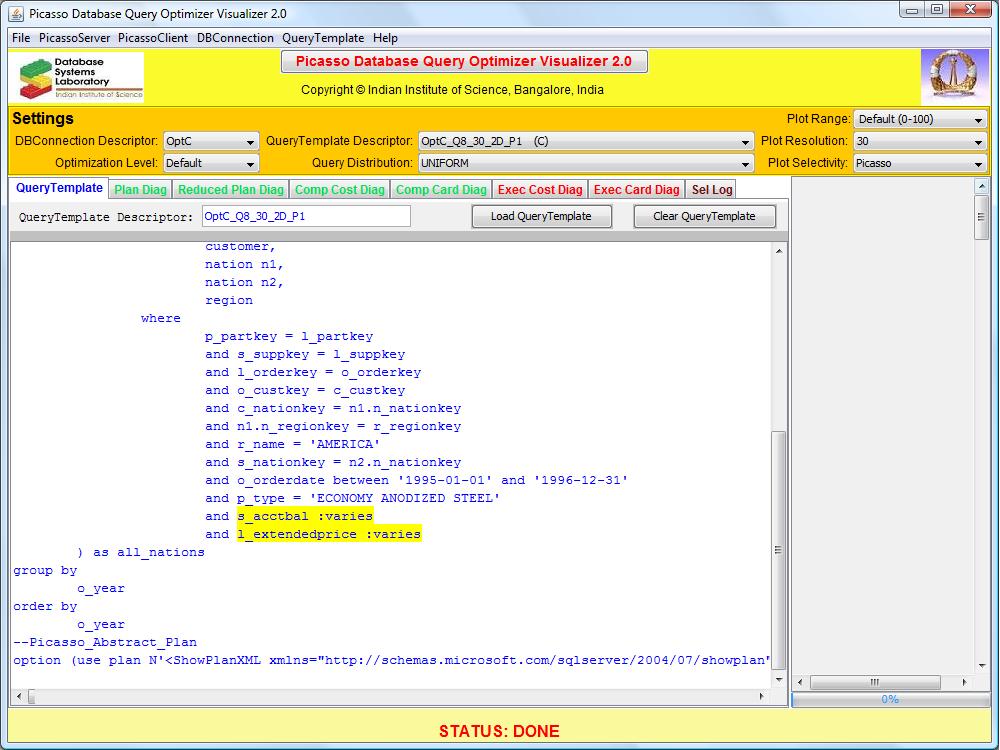 Picasso Database Query Optimizer Visualizer 2.0
File PicassoServer PicassoClient DBConnection QueryTemplate Help
Database
Systems
Laboratory
Indian Institute of Science
Picasso Database Query Optimizer Visualizer 2.0
Copyright © Indian Institute of Science, Bangalore, India
Settings
Plot Range: Default (0-100)
DBConnection Descriptor: OptC QueryTemplate Descriptor: OptC_Q8_30_2D_P1 (C) Plot Resolution: 30
Optimization Level: Default Query Distribution: UNIFORM Plot Selectivity: Picasso
QueryTemplate Plan Diag Reduced Plan Diag Comp Cost Diag Comp Card Diag Exec Cost Diag Exec Card Diag Sel Log
QueryTemplate Descriptor: OptC_Q8_30_2D_P1 Load QueryTemplate Clear QueryTemplate
customer,
nation n1,
nation n2,
region
where
p_partkey = l_partkey
and s_suppkey = l_suppkey
and l_orderkey = o_orderkey
and o_custkey = c_custkey
and c_nationkey = n1.n_nationkey
and n1.n_regionkey = r_regionkey
and r_name = 'AMERICA'
and s_nationkey = n2.n_nationkey
and o_orderdate between '1995-01-01' and '1996-12-31'
and p_type = 'ECONOMY ANODIZED STEEL'
and s_acctbal :varies
and l_extendedprice :varies
) as all_nations
group by
o_year
order by
o_year
--Picasso_Abstract_Plan
option (use plan N'<ShowPlanXML xmlns="http://schemas.microsoft.com/sqlserver/2004/07/showplan"
0%
STATUS: DONE